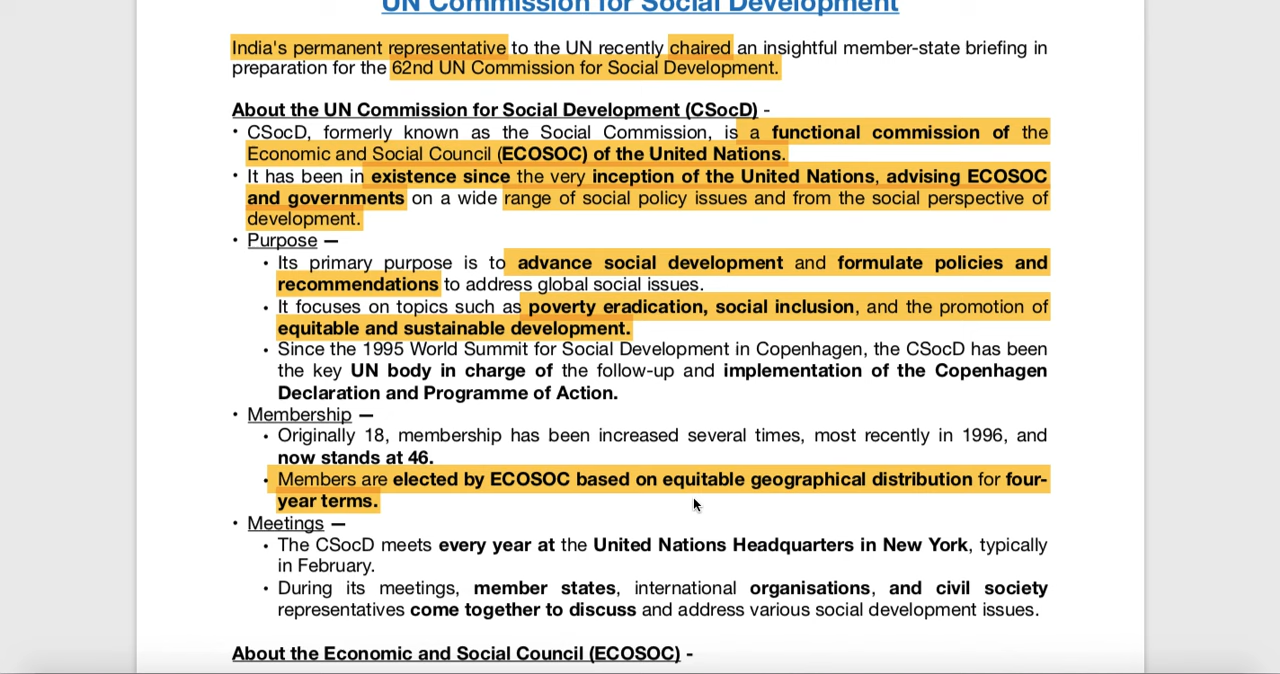 UN Commission for Social Development
India's permanent representative to the UN recently chaired an insightful member-state briefing in
preparation for the 62nd UN Commission for Social Development.
About the UN Commission for Social Development (CSocD) -
• CSocD, formerly known as the Social Commission, is a functional commission of the
Economic and Social Council (ECOSOC) of the United Nations.
• It has been in existence since the very inception of the United Nations, advising ECOSOC
and governments on a wide range of social policy issues and from the social perspective of
development.
• Purpose —
• Its primary purpose is to advance social development and formulate policies and
recommendations to address global social issues.
• It focuses on topics such as poverty eradication, social inclusion, and the promotion of
equitable and sustainable development.
• Since the 1995 World Summit for Social Development in Copenhagen, the CSocD has been
the key UN body in charge of the follow-up and implementation of the Copenhagen
Declaration and Programme of Action.
• Membership —
• Originally 18, membership has been increased several times, most recently in 1996, and
now stands at 46.
• Members are elected by ECOSOC based on equitable geographical distribution for four-
year terms.
• Meetings —
• The CSocD meets every year at the United Nations Headquarters in New York, typically
in February.
• During its meetings, member states, international organisations, and civil society
representatives come together to discuss and address various social development issues.
About the Economic and Social Council (ECOSOC) -